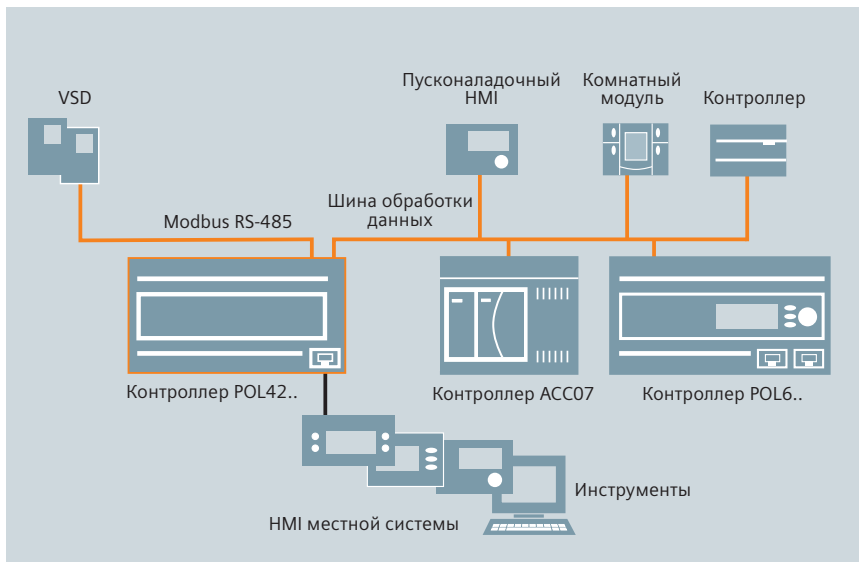 VSD
Пусконаладочный
HMI
Комнатный
модуль
Контроллер
Modbus RS-485
Шина обработки
данных
Контроллер POL42..
Контроллер ACC07
Контроллер POL6..
Инструменты
HMI местной системы